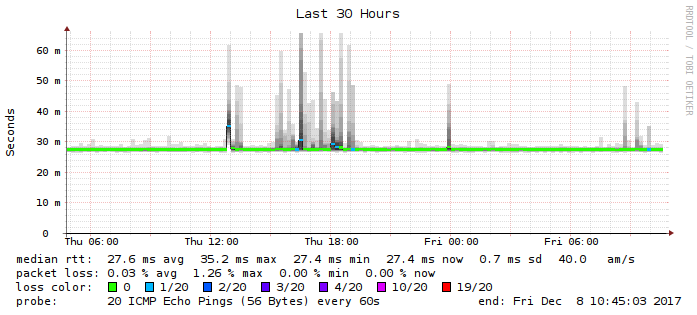 Last 30 Hours
RRDTOOL / TOBI OETIKER
Seconds
60 m
50 m
40 m
30 m
20 m
10 m
0
Thu 06:00 Thu 12:00 Thu 18:00 Fri 00:00 Fri 06:00
median rtt: 27.6 ms avg 35.2 ms max 27.4 ms min 27.4 ms now 0.7 ms sd 40.0 am/s
packet loss: 0.03 % avg 1.26 % max 0.00 % min 0.00 % now
loss color: 0 1/20 2/20 3/20 4/20 10/20 19/20
probe: 20 ICMP Echo Pings (56 Bytes) every 60s end: Fri Dec 8 10:45:03 2017